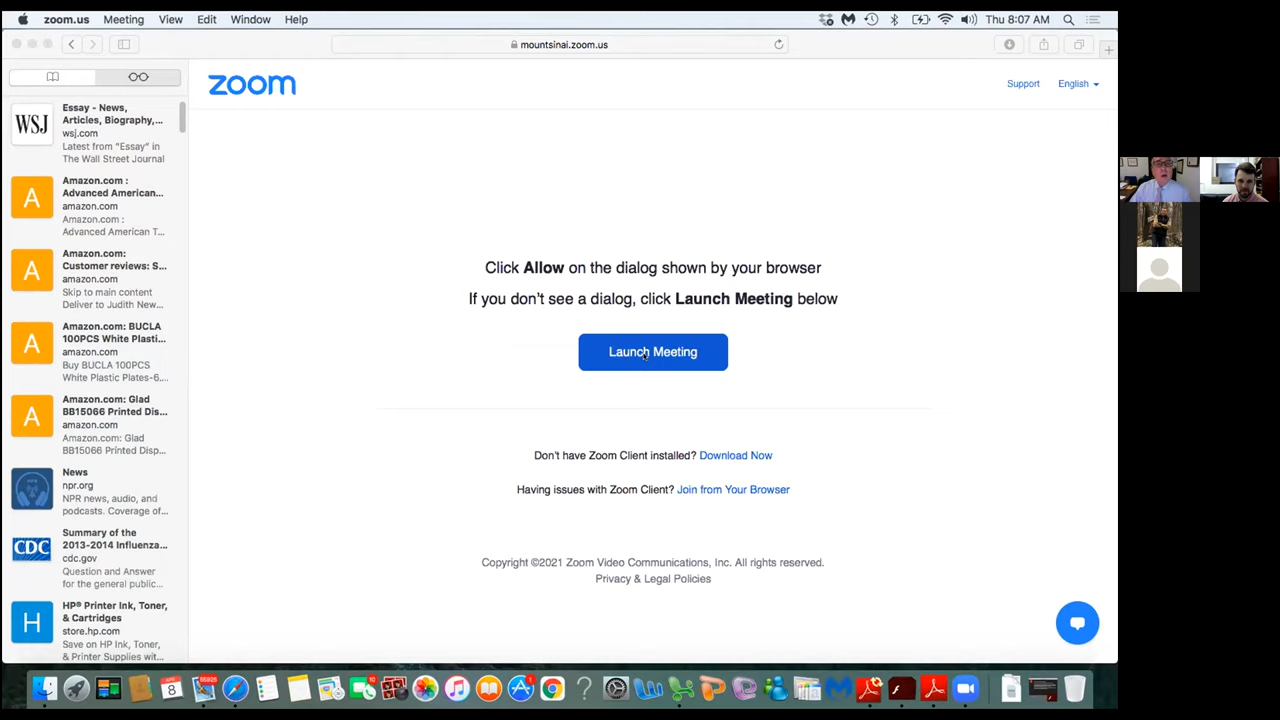 zoom.us Meeting View Edit Window Help Thu 8:07 AM
mountsinai.zoom.us
zoom
Support English
WSJ
Essay - News,
Articles, Biography,...
wsj.com
Latest from "Essay" in
The Wall Street Journal
A
Amazon.com :
Advanced American...
amazon.com
Amazon.com :
Advanced American T...
A
Amazon.com:
Customer reviews: S...
amazon.com
Skip to main content
Deliver to Judith New...
A
Amazon.com: BUCLA
100PCS White Plasti...
amazon.com
Buy BUCLA 100PCS
White Plastic Plates-6,
A
Amazon.com: Glad
BB15066 Printed Dis...
amazon.com
Amazon.com: Glad
BB15066 Printed Disp...
News
npr.org
NPR news, audio, and
podcasts. Coverage of...
CDC
Summary of the
2013-2014 Influenza...
cdc.gov
Question and Answer
for the general public...
H
HP® Printer Ink, Toner,
& Cartridges
store.hp.com
Save on HP Ink, Toner,
& Printer Supplies wit...
Click Allow on the dialog shown by your browser
If you don't see a dialog, click Launch Meeting below
Launch Meeting
Don't have Zoom Client installed? Download Now
Having issues with Zoom Client? Join from Your Browser
Copyright ©2021 Zoom Video Communications, Inc. All rights reserved.
Privacy & Legal Policies
8